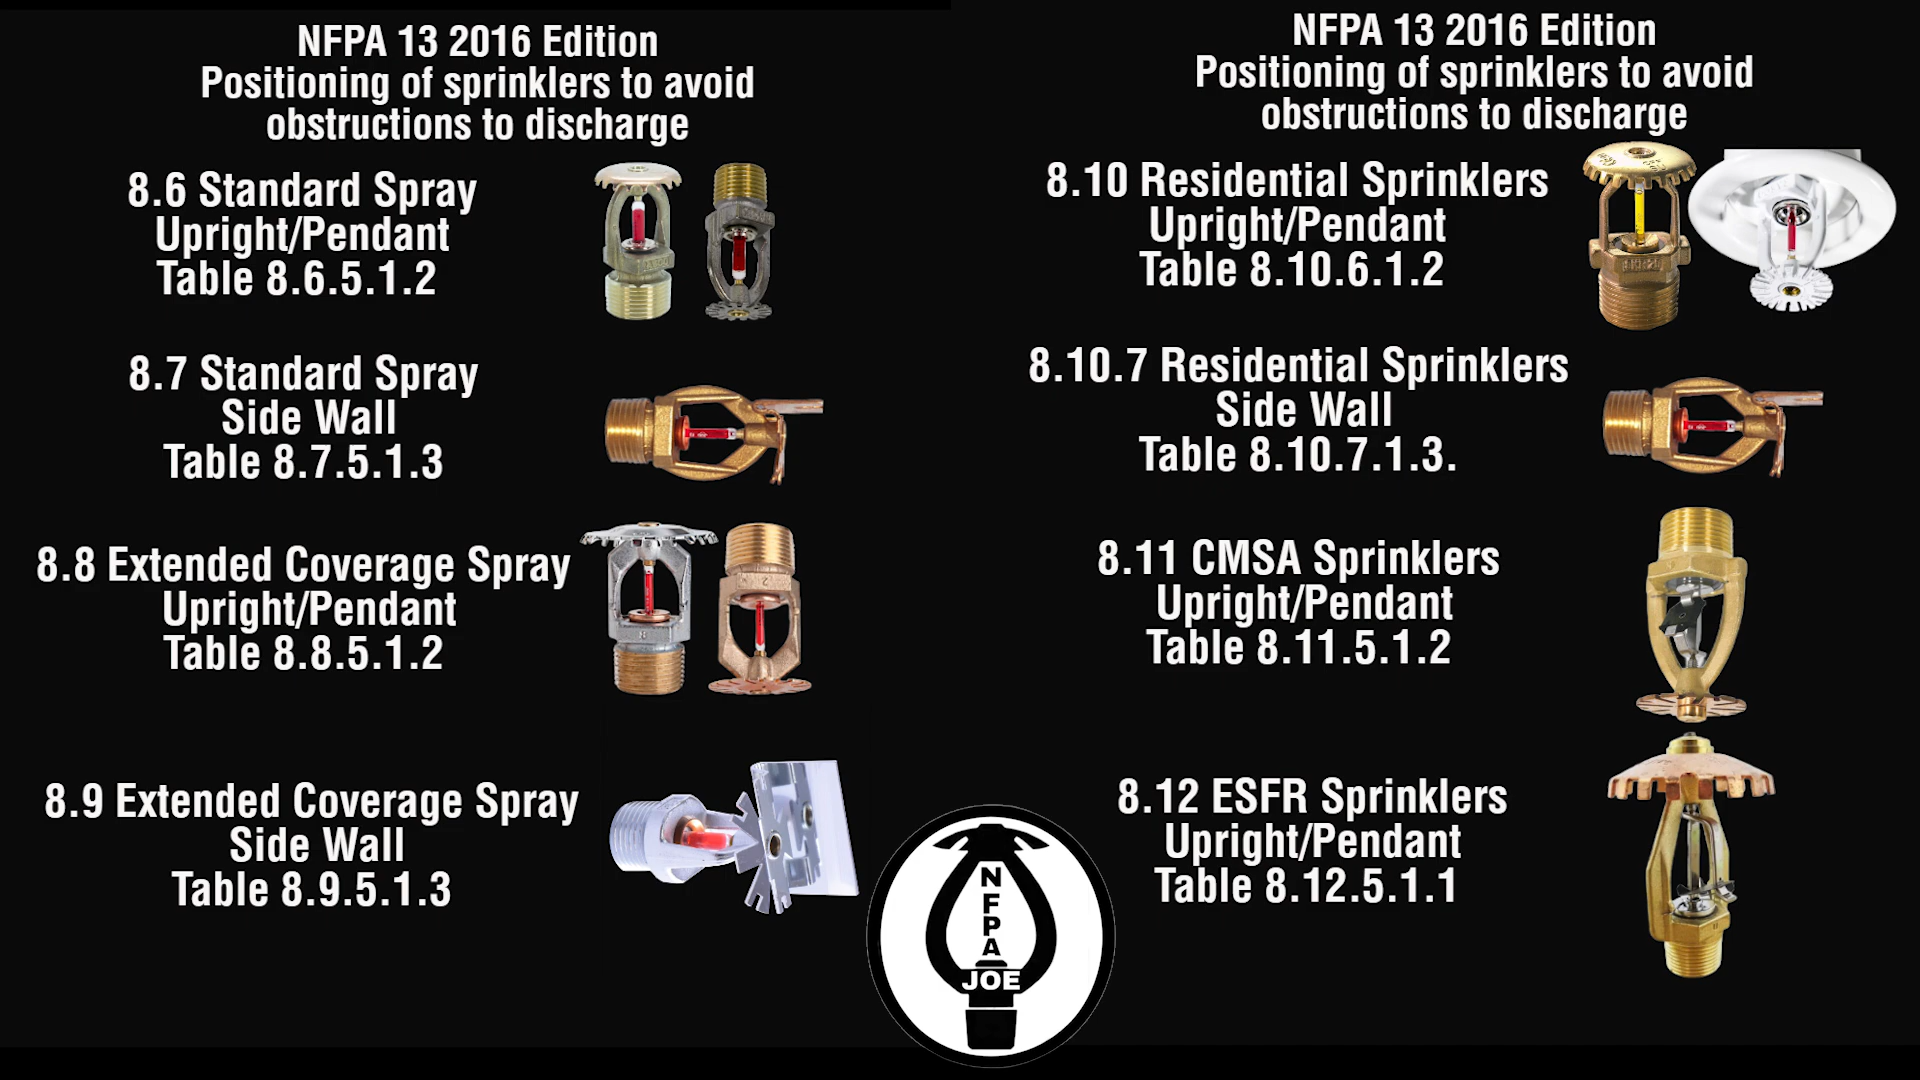 NFPA 13 2016 Edition
Positioning of sprinklers to avoid
obstructions to discharge
8.6 Standard Spray
Upright/Pendant
Table 8.6.5.1.2
8.7 Standard Spray
Side Wall
Table 8.7.5.1.3
8.8 Extended Coverage Spray
Upright/Pendant
Table 8.8.5.1.2
8.9 Extended Coverage Spray
Side Wall
Table 8.9.5.1.3
NFPA 13 2016 Edition
Positioning of sprinklers to avoid
obstructions to discharge
8.10 Residential Sprinklers
Upright/Pendant
Table 8.10.6.1.2
8.10.7 Residential Sprinklers
Side Wall
Table 8.10.7.1.3.
8.11 CMSA Sprinklers
Upright/Pendant
Table 8.11.5.1.2
8.12 ESFR Sprinklers
Upright/Pendant
Table 8.12.5.1.1
NFPA
JOE